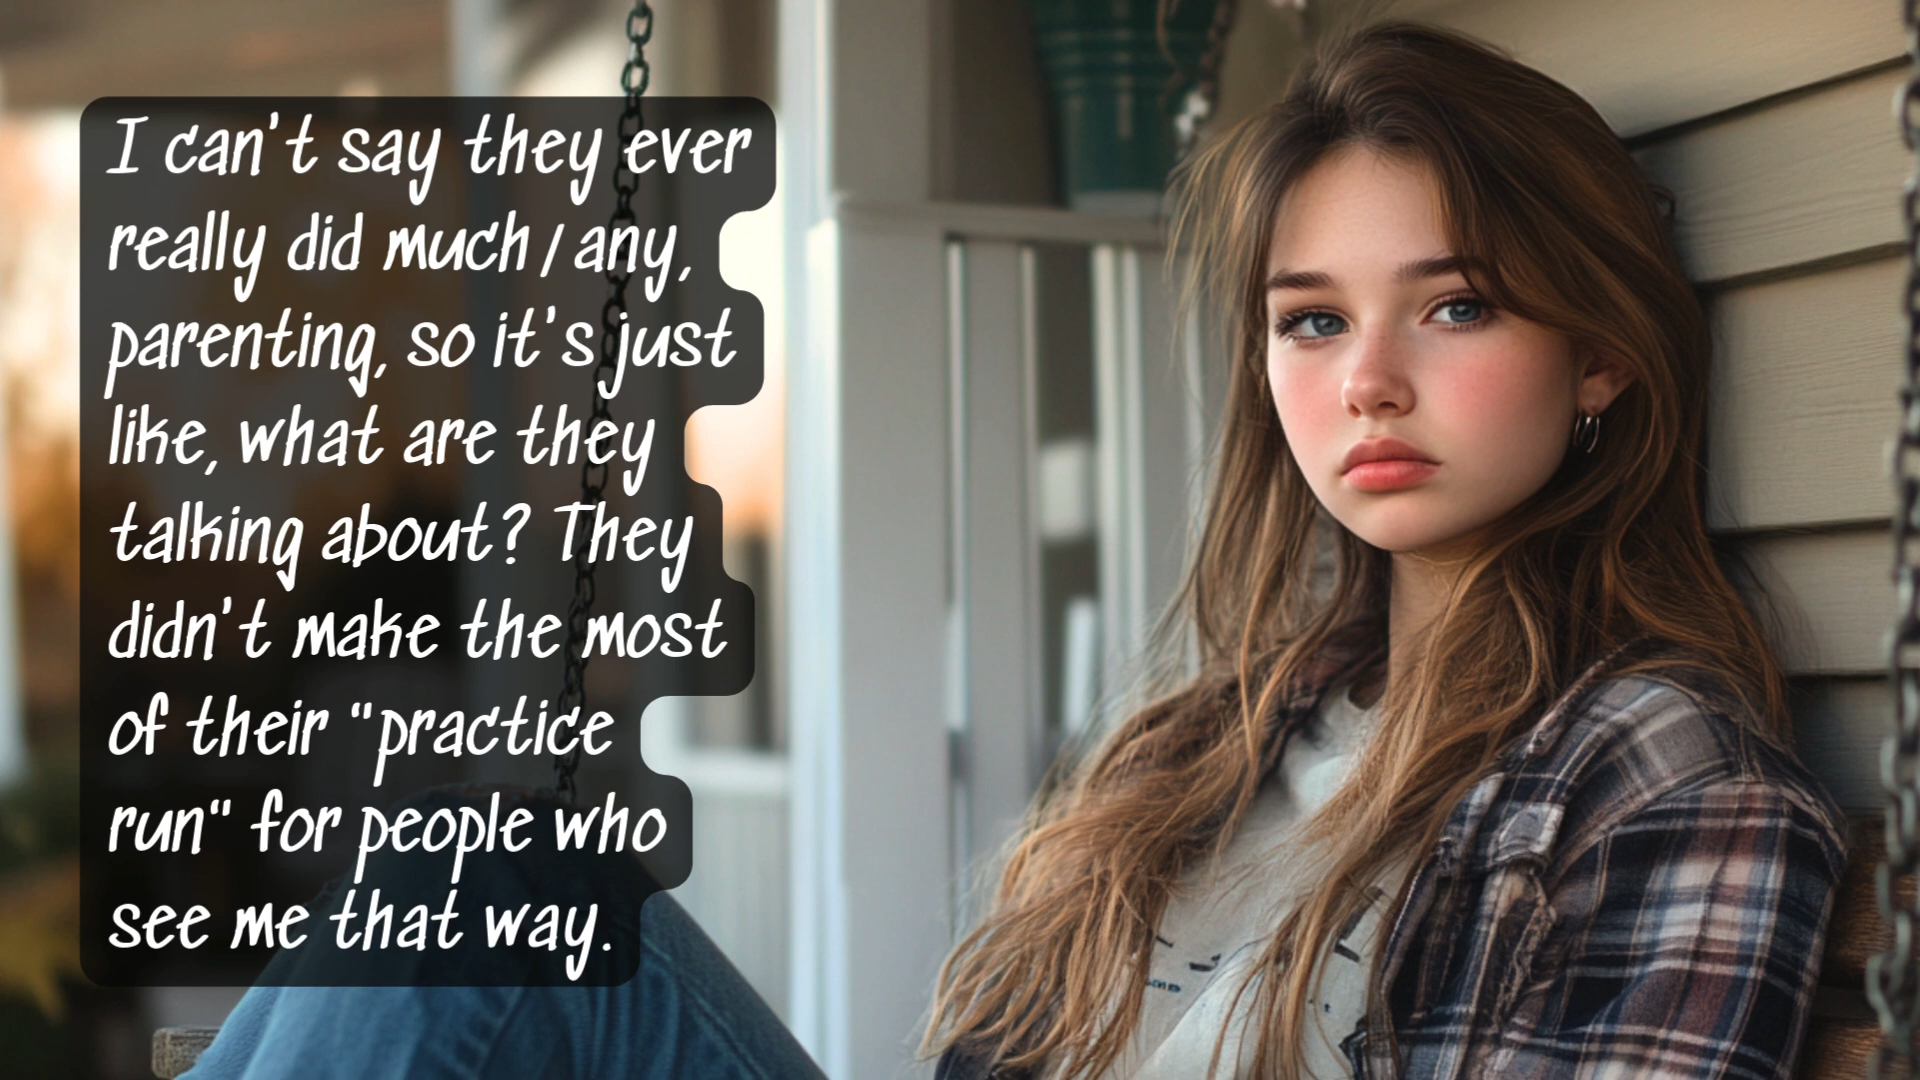 I can't say they ever
really did much/any,
parenting, so it's just
like, what are they
talking about? They
didn't make the most
of their "practice
run" for people who
see me that way.